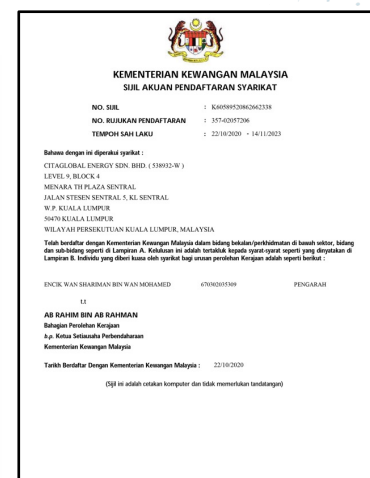 KEMENTERIAN KEWANGAN MALAYSIA
SIJIL AKUAN PENDAFTARAN SYARIKAT
NO. SIJIL : K60589520862662338
NO. RUJUKAN PENDAFTARAN : 357-02057206
TEMPOH SAH LAKU : 22/10/2020 - 14/11/2023
Bahawa dengan ini diperakui syarikat :
CITAGLOBAL ENERGY SDN. BHD. ( 538932-W )
LEVEL 9, BLOCK 4
MENARA TH PLAZA SENTRAL
JALAN STESEN SENTRAL 5, KL SENTRAL
W.P. KUALA LUMPUR
50470 KUALA LUMPUR
WILAYAH PERSEKUTUAN KUALA LUMPUR, MALAYSIA
Telah berdaftar dengan Kementerian Kewangan Malaysia dalam bidang bekalan/perkhidmatan di bawah sektor, bidang
dan sub-bidang seperti di Lampiran A. Kelulusan ini adalah tertakluk kepada syarat-syarat seperti yang dinyatakan di
Lampiran B. Individu yang diberi kuasa oleh syarikat bagi urusan perolehan Kerajaan adalah seperti berikut :
ENCIK WAN SHARIMAN BIN WAN MOHAMED 670302035309 PENGARAH
t.t
AB RAHIM BIN AB RAHMAN
Bahagian Perolehan Kerajaan
b.p. Ketua Setiausaha Perbendaharaan
Kementerian Kewangan Malaysia
Tarikh Berdaftar Dengan Kementerian Kewangan Malaysia : 22/10/2020
(Sijil ini adalah cetakan komputer dan tidak memerlukan tandatangan)